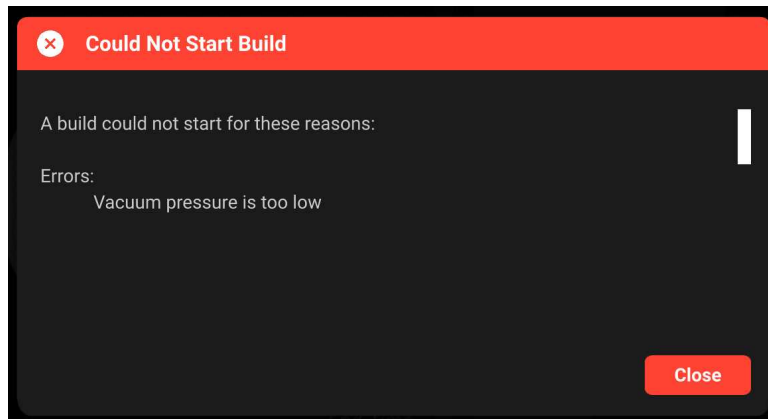 Could Not Start Build
A build could not start for these reasons:
Errors:
Vacuum pressure is too low
Close